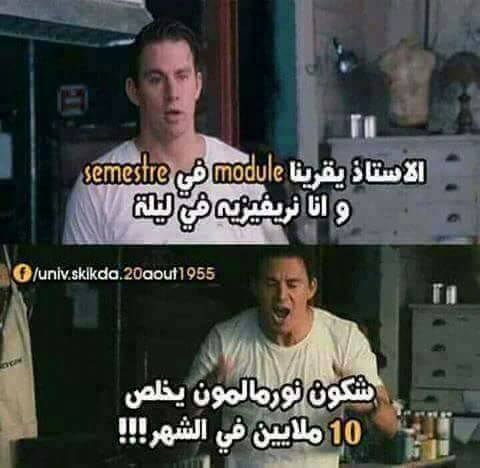 الاستاذ يقرينا module في semestre
و انا نريفيزيه في ليلة
f/univ.skikda.20aout1955
شكون نورمالمون يخلص
10 ملايين في الشهر!!!